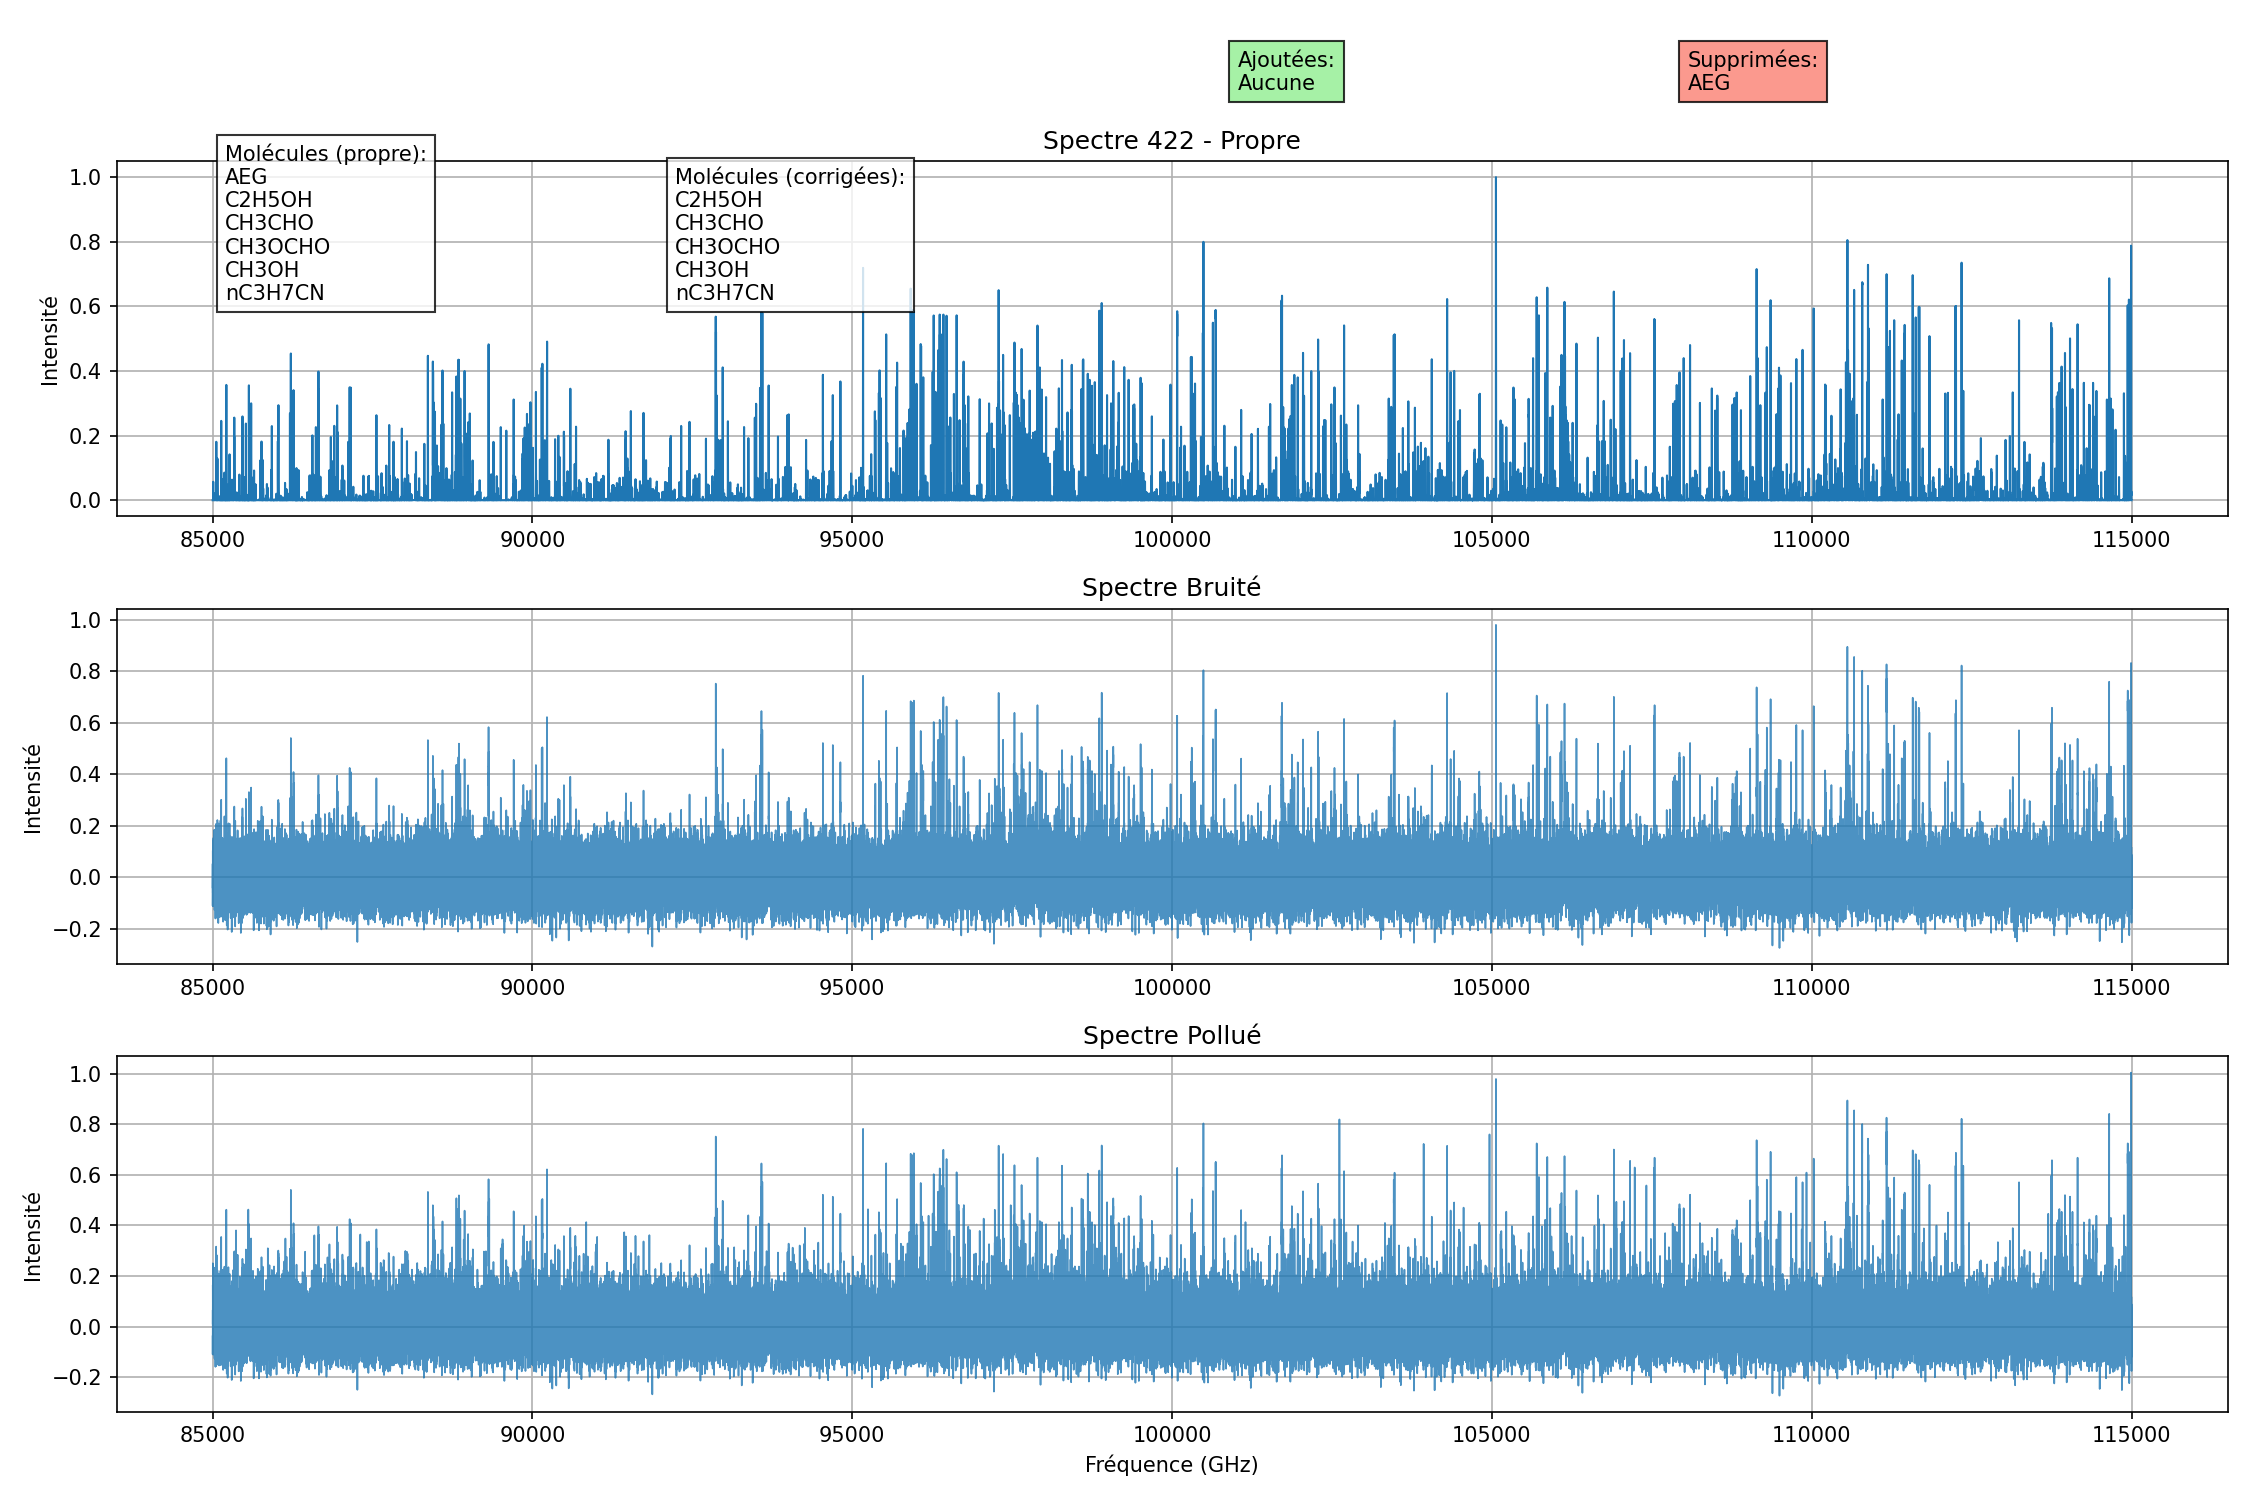 Ajoutées:
Aucune
Supprimées:
AEG
Spectre 422 - Propre
Molécules (propre):
AEG
C2H5OH
CH3CHO
CH3OCHO
CH3OH
nC3H7CN
Molécules (corrigées):
C2H5OH
CH3CHO
CH3OCHO
CH3OH
nC3H7CN
Intensité
1.0
0.8
0.6
0.4
0.2
0.0
85000 90000 95000 100000 105000 110000 115000
Spectre Bruité
Intensité
1.0
0.8
0.6
0.4
0.2
0.0
−0.2
85000 90000 95000 100000 105000 110000 115000
Spectre Pollué
Intensité
1.0
0.8
0.6
0.4
0.2
0.0
−0.2
85000 90000 95000 100000 105000 110000 115000
Fréquence (GHz)